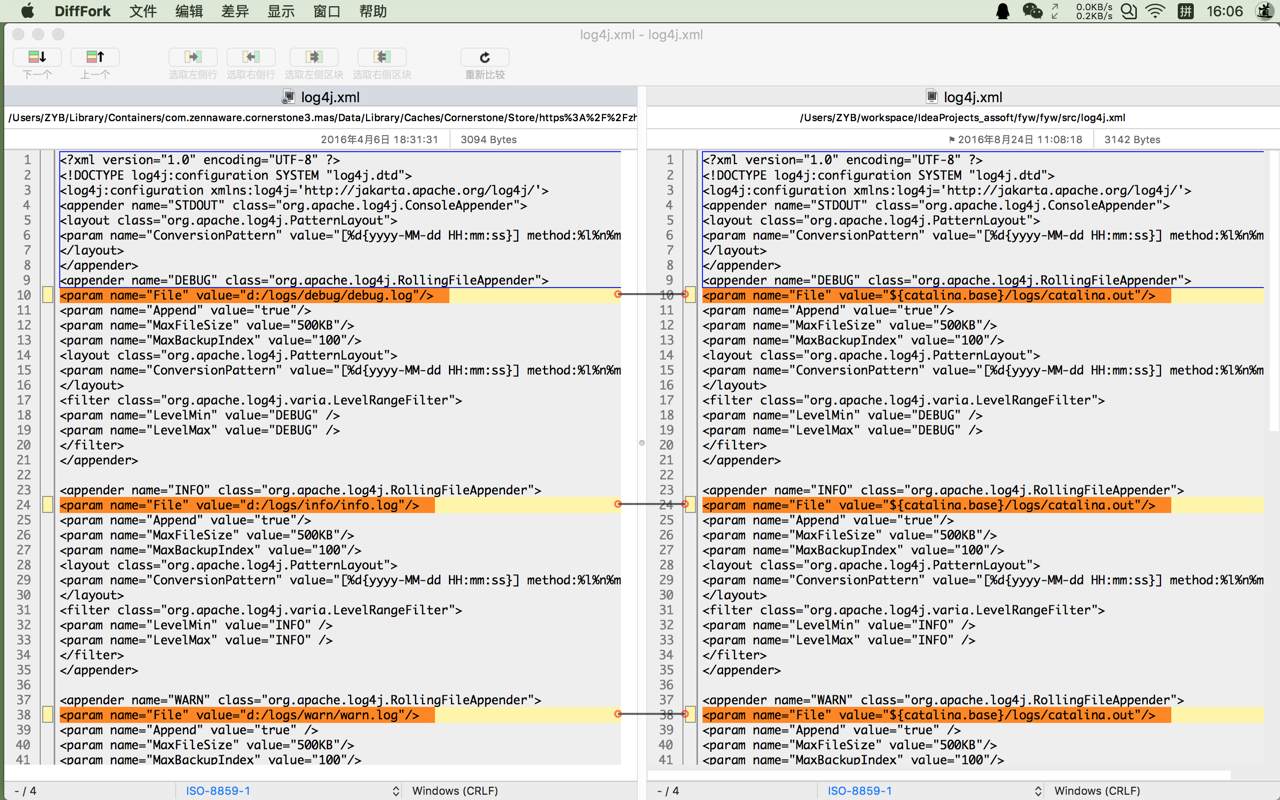 DiffFork 文件 编辑 差异 显示 窗口 帮助 0.0KB/s 0.2KB/s 拼 16:06
log4j.xml - log4j.xml
下一个 上一个 选取左侧行 选取右侧行 选取左侧区块 选取右侧区块 重新比较
log4j.xml
/Users/ZYB/Library/Containers/com.zennaware.cornerstone3.mas/Data/Library/Caches/Cornerstone/Store/https%3A%2F%2Fzh
2016年4月6日 18:31:31 3094 Bytes
1 <?xml version="1.0" encoding="UTF-8" ?>
2 <!DOCTYPE log4j:configuration SYSTEM "log4j.dtd">
3 <log4j:configuration xmlns:log4j='http://jakarta.apache.org/log4j/'>
4 <appender name="STDOUT" class="org.apache.log4j.ConsoleAppender">
5 <layout class="org.apache.log4j.PatternLayout">
6 <param name="ConversionPattern" value="[%d{yyyy-MM-dd HH:mm:ss}] method:%l%n%m
7 </layout>
8 </appender>
9 <appender name="DEBUG" class="org.apache.log4j.RollingFileAppender">
10 <param name="File" value="d:/logs/debug/debug.log"/>
11 <param name="Append" value="true"/>
12 <param name="MaxFileSize" value="500KB"/>
13 <param name="MaxBackupIndex" value="100"/>
14 <layout class="org.apache.log4j.PatternLayout">
15 <param name="ConversionPattern" value="[%d{yyyy-MM-dd HH:mm:ss}] method:%l%n%m
16 </layout>
17 <filter class="org.apache.log4j.varia.LevelRangeFilter">
18 <param name="LevelMin" value="DEBUG" />
19 <param name="LevelMax" value="DEBUG" />
20 </filter>
21 </appender>
22
23 <appender name="INFO" class="org.apache.log4j.RollingFileAppender">
24 <param name="File" value="d:/logs/info/info.log"/>
25 <param name="Append" value="true"/>
26 <param name="MaxFileSize" value="500KB"/>
27 <param name="MaxBackupIndex" value="100"/>
28 <layout class="org.apache.log4j.PatternLayout">
29 <param name="ConversionPattern" value="[%d{yyyy-MM-dd HH:mm:ss}] method:%l%n%m
30 </layout>
31 <filter class="org.apache.log4j.varia.LevelRangeFilter">
32 <param name="LevelMin" value="INFO" />
33 <param name="LevelMax" value="INFO" />
34 </filter>
35 </appender>
36
37 <appender name="WARN" class="org.apache.log4j.RollingFileAppender">
38 <param name="File" value="d:/logs/warn/warn.log"/>
39 <param name="Append" value="true" />
40 <param name="MaxFileSize" value="500KB"/>
41 <param name="MaxBackupIndex" value="100"/>
- / 4 ISO-8859-1 Windows (CRLF)
log4j.xml
/Users/ZYB/workspace/IdeaProjects_assoft/fyw/fyw/src/log4j.xml
2016年8月24日 11:08:18 3142 Bytes
1 <?xml version="1.0" encoding="UTF-8" ?>
2 <!DOCTYPE log4j:configuration SYSTEM "log4j.dtd">
3 <log4j:configuration xmlns:log4j='http://jakarta.apache.org/log4j/'>
4 <appender name="STDOUT" class="org.apache.log4j.ConsoleAppender">
5 <layout class="org.apache.log4j.PatternLayout">
6 <param name="ConversionPattern" value="[%d{yyyy-MM-dd HH:mm:ss}] method:%l%n%m
7 </layout>
8 </appender>
9 <appender name="DEBUG" class="org.apache.log4j.RollingFileAppender">
10 <param name="File" value="${catalina.base}/logs/catalina.out"/>
11 <param name="Append" value="true"/>
12 <param name="MaxFileSize" value="500KB"/>
13 <param name="MaxBackupIndex" value="100"/>
14 <layout class="org.apache.log4j.PatternLayout">
15 <param name="ConversionPattern" value="[%d{yyyy-MM-dd HH:mm:ss}] method:%l%n%m
16 </layout>
17 <filter class="org.apache.log4j.varia.LevelRangeFilter">
18 <param name="LevelMin" value="DEBUG" />
19 <param name="LevelMax" value="DEBUG" />
20 </filter>
21 </appender>
22
23 <appender name="INFO" class="org.apache.log4j.RollingFileAppender">
24 <param name="File" value="${catalina.base}/logs/catalina.out"/>
25 <param name="Append" value="true"/>
26 <param name="MaxFileSize" value="500KB"/>
27 <param name="MaxBackupIndex" value="100"/>
28 <layout class="org.apache.log4j.PatternLayout">
29 <param name="ConversionPattern" value="[%d{yyyy-MM-dd HH:mm:ss}] method:%l%n%m
30 </layout>
31 <filter class="org.apache.log4j.varia.LevelRangeFilter">
32 <param name="LevelMin" value="INFO" />
33 <param name="LevelMax" value="INFO" />
34 </filter>
35 </appender>
36
37 <appender name="WARN" class="org.apache.log4j.RollingFileAppender">
38 <param name="File" value="${catalina.base}/logs/catalina.out"/>
39 <param name="Append" value="true" />
40 <param name="MaxFileSize" value="500KB"/>
41 <param name="MaxBackupIndex" value="100"/>
- / 4 ISO-8859-1 Windows (CRLF)